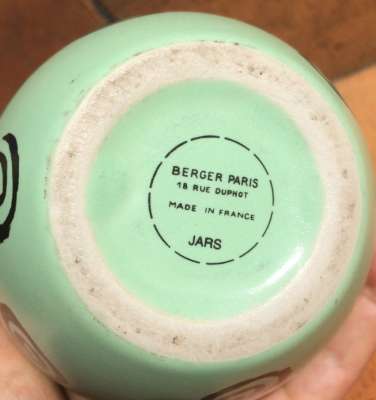 BERGER PARIS
18 RUE DUPHOT
MADE IN FRANCE
JARS